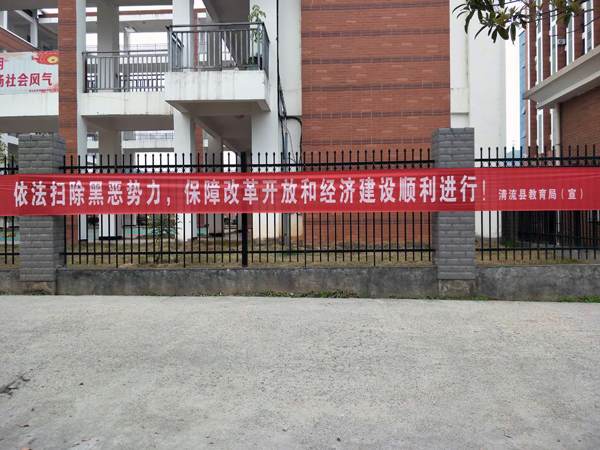 场社会风气
依法扫除黑恶势力，保障改革开放和经济建设顺利进行！ 清流县教育局（宣）